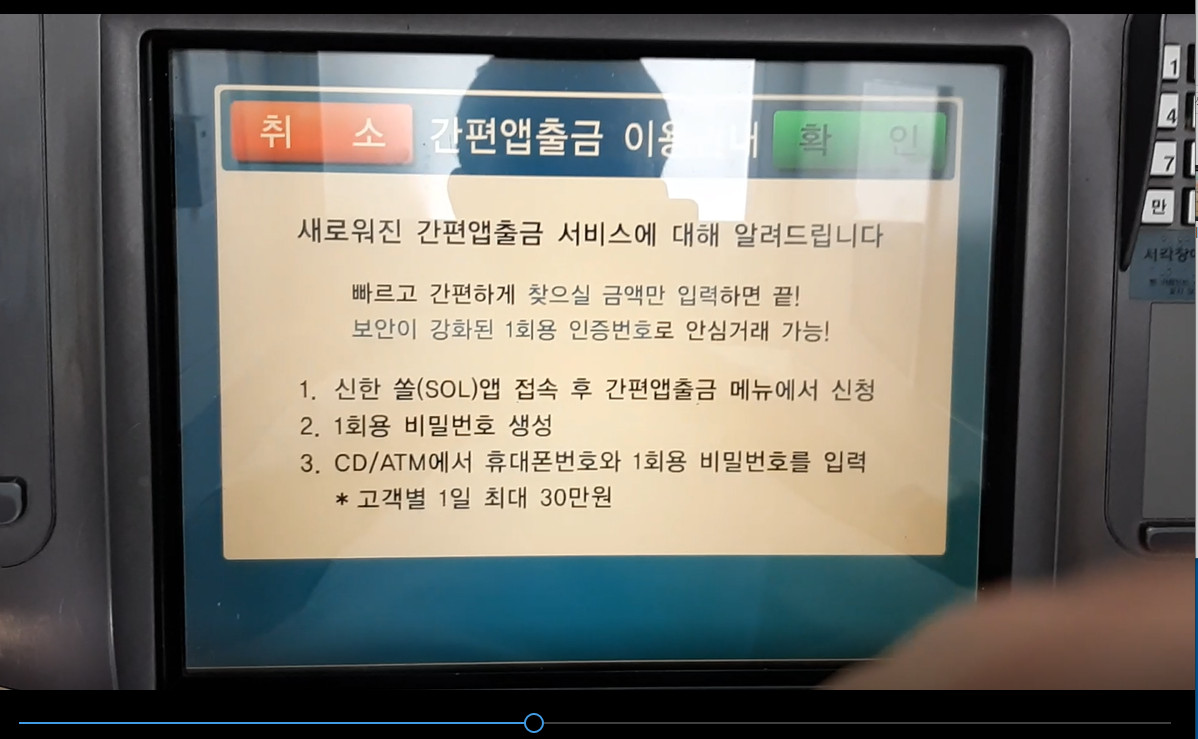 취 소 간편앱출금 이용안내 확 인
새로워진 간편앱출금 서비스에 대해 알려드립니다
빠르고 간편하게 찾으실 금액만 입력하면 끝!
보안이 강화된 1회용 인증번호로 안심거래 가능!
1. 신한 쏠(SOL)앱 접속 후 간편앱출금 메뉴에서 신청
2. 1회용 비밀번호 생성
3. CD/ATM에서 휴대폰번호와 1회용 비밀번호를 입력
* 고객별 1일 최대 30만원
1
4
7
만